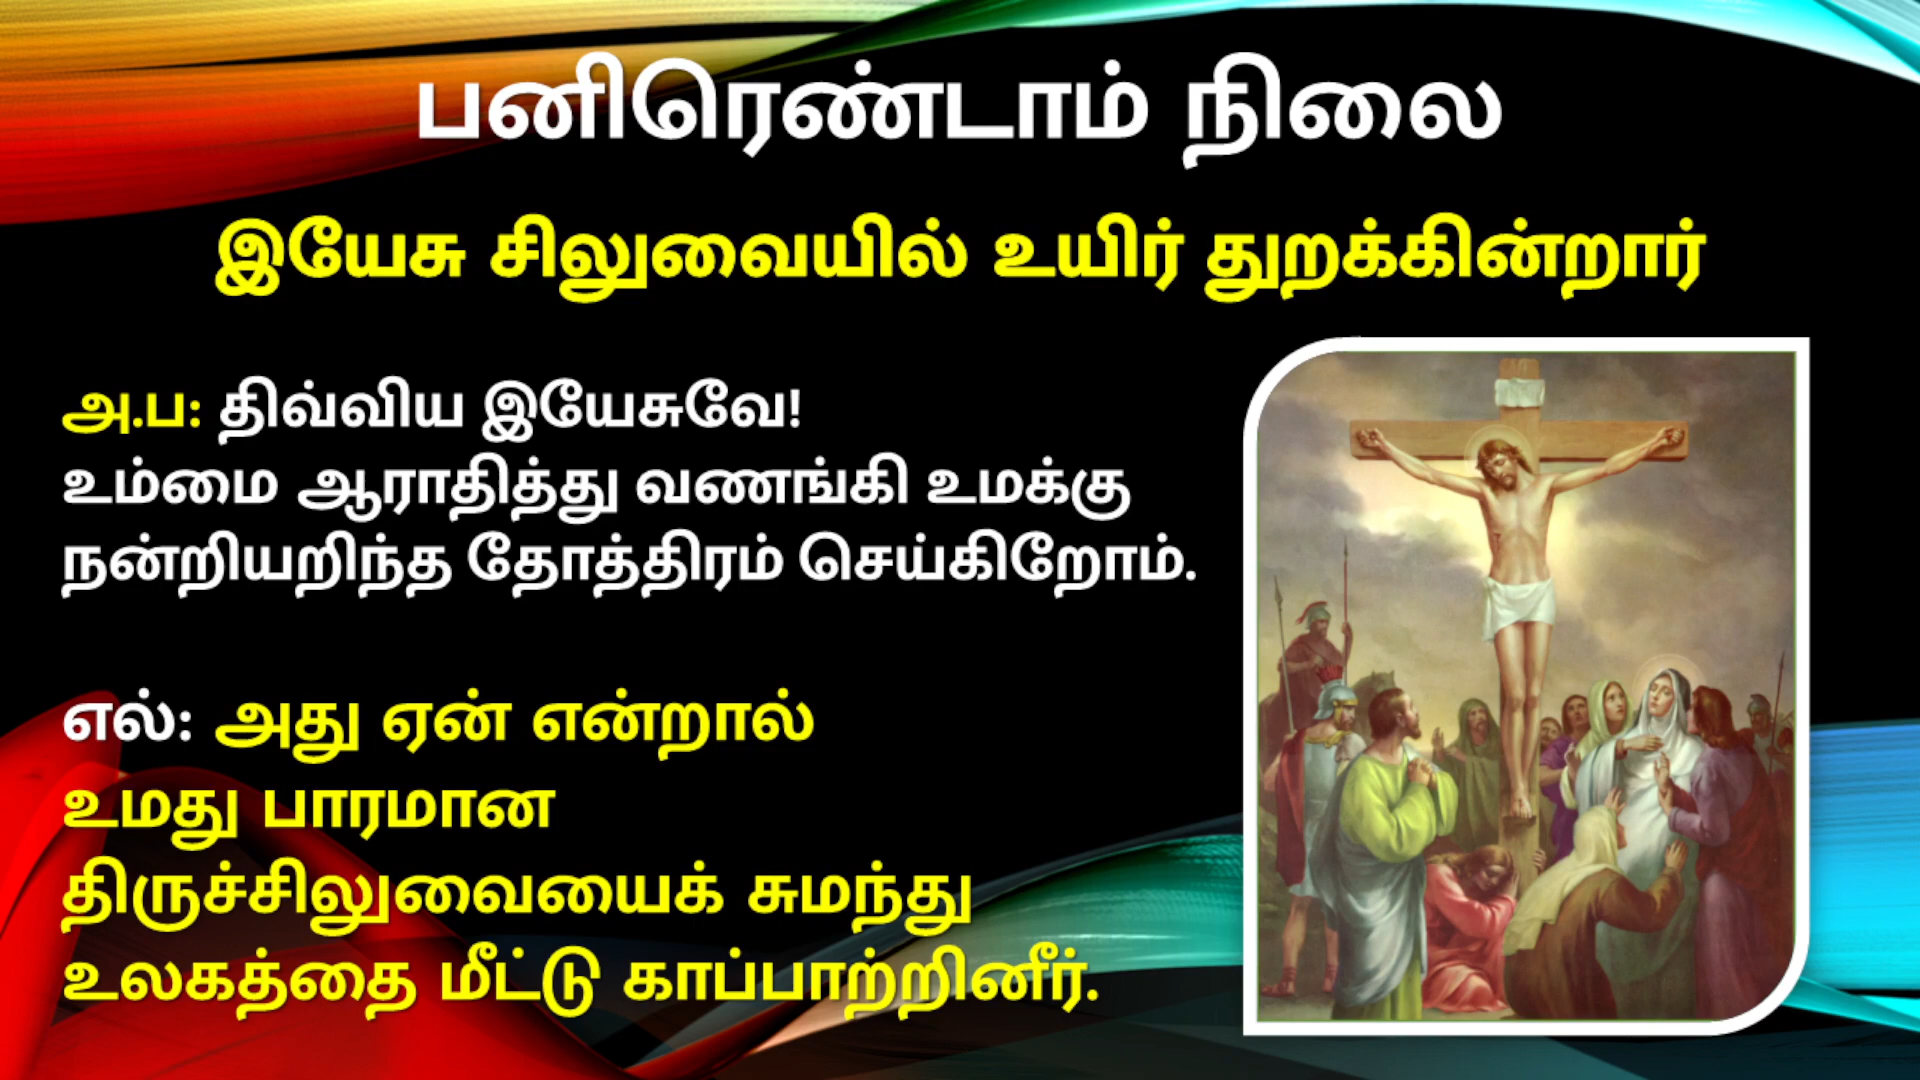 பனிரெண்டாம் நிலை
இயேசு சிலுவையில் உயிர் துறக்கின்றார்
அ.ப: திவ்விய இயேசுவே!
உம்மை ஆராதித்து வணங்கி உமக்கு
நன்றியறிந்த தோத்திரம் செய்கிறோம்.
எல்: அது ஏன் என்றால்
உமது பாரமான
திருச்சிலுவையைக் சுமந்து
உலகத்தை மீட்டு காப்பாற்றினீர்.